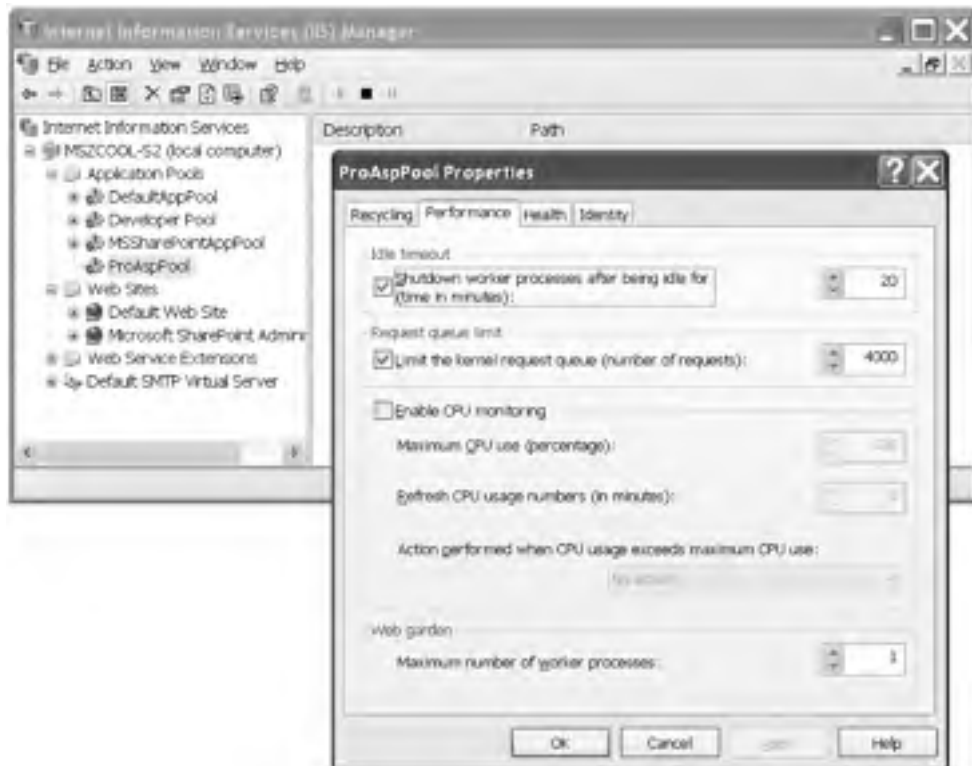 Internet Information Services (IIS) Manager
File Action View Window Help
Internet Information Services
MSZCOOL-S2 (local computer)
Application Pools
DefaultAppPool
Developer Pool
MSSharePointAppPool
ProAspPool
Web Sites
Default Web Site
Microsoft SharePoint Adminr
Web Service Extensions
Default SMTP Virtual Server
Description Path
ProAspPool Properties
Recycling Performance Health Identity
Idle timeout
Shutdown worker processes after being idle for
(time in minutes):
20
Request queue limit
Limit the kernel request queue (number of requests): 4000
Enable CPU monitoring
Maximum CPU use (percentage):
Refresh CPU usage numbers (in minutes):
Action performed when CPU usage exceeds maximum CPU use:
No action
Web garden
Maximum number of worker processes:
OK Cancel Apply Help